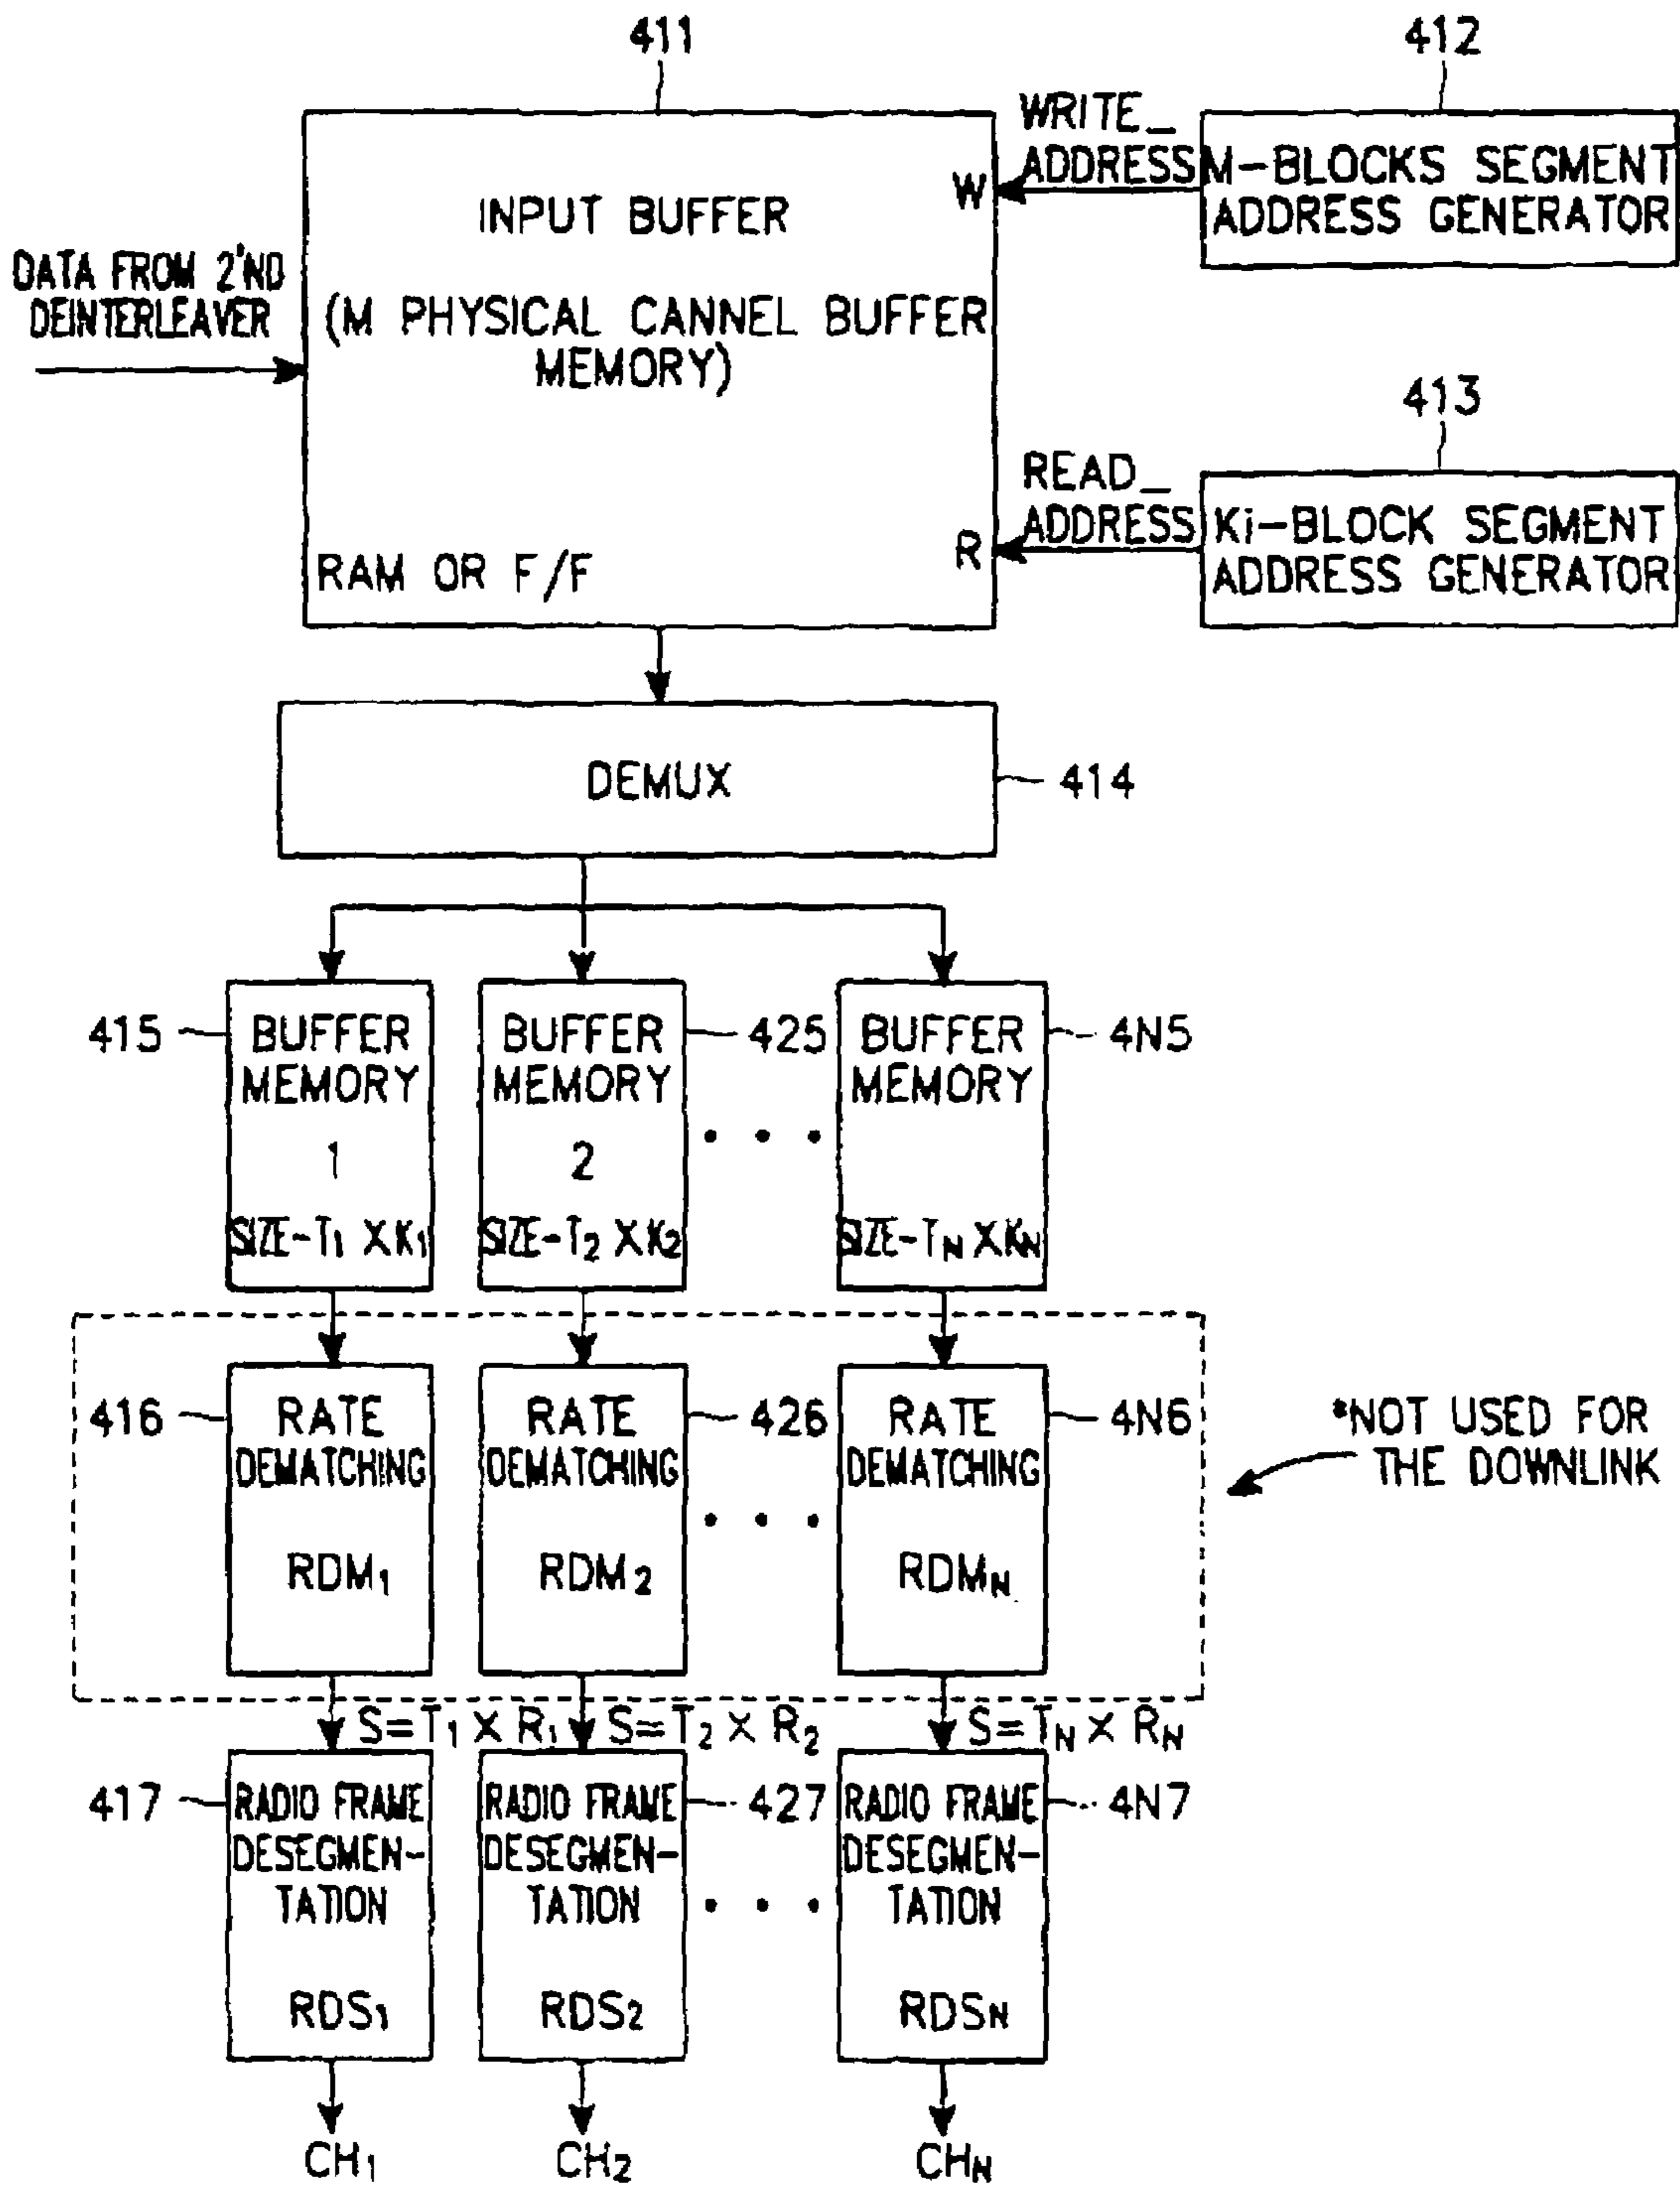 411
412
WRITE_
ADDRESS
W
M-BLOCKS SEGMENT
ADDRESS GENERATOR
INPUT BUFFER
(M PHYSICAL CANNEL BUFFER
MEMORY)
DATA FROM 2'ND
DEINTERLEAVER
413
READ_
ADDRESS
R
Ki-BLOCK SEGMENT
ADDRESS GENERATOR
RAM OR F/F
DEMUX
414
415
BUFFER
MEMORY
1
SIZE-T1 XK1
BUFFER
MEMORY
2
SIZE-T2 XK2
425
BUFFER
MEMORY
SIZE-TN XKN
4N5
. . .
416
RATE
DEMATCHING
RDM1
RATE
DEMATCHING
RDM2
426
RATE
DEMATCHING
RDMN
4N6
. . .
*NOT USED FOR
THE DOWNLINK
S=T1 X R1
S=T2 X R2
S=TN X RN
417
RADIO FRAME
DESEGMEN-
TATION
RDS1
RADIO FRAME
DESEGMEN-
TATION
RDS2
427
RADIO FRAME
DESEGMEN-
TATION
RDSN
4N7
. . .
CH1
CH2
CHN